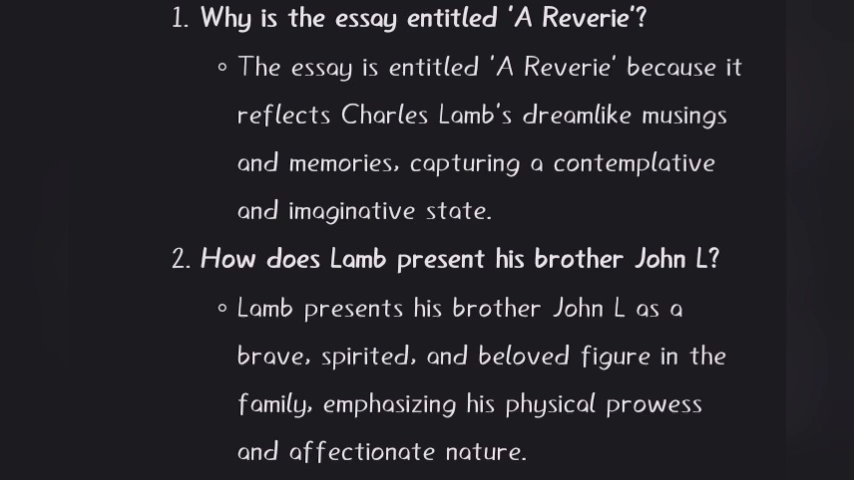 1. Why is the essay entitled 'A Reverie'?
○ The essay is entitled 'A Reverie' because it
reflects Charles Lamb's dreamlike musings
and memories, capturing a contemplative
and imaginative state.
2. How does Lamb present his brother John L?
○ Lamb presents his brother John L as a
brave, spirited, and beloved figure in the
family, emphasizing his physical prowess
and affectionate nature.